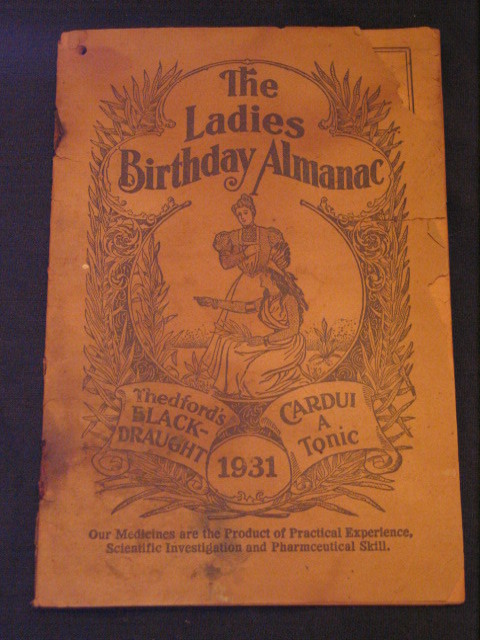 The
Ladies
Birthday Almanac
Thedford's
BLACK-
DRAUGHT
CARDUI
A
Tonic
1931
Our Medicines are the Product of Practical Experience,
Scientific Investigation and Pharmceutical Skill.